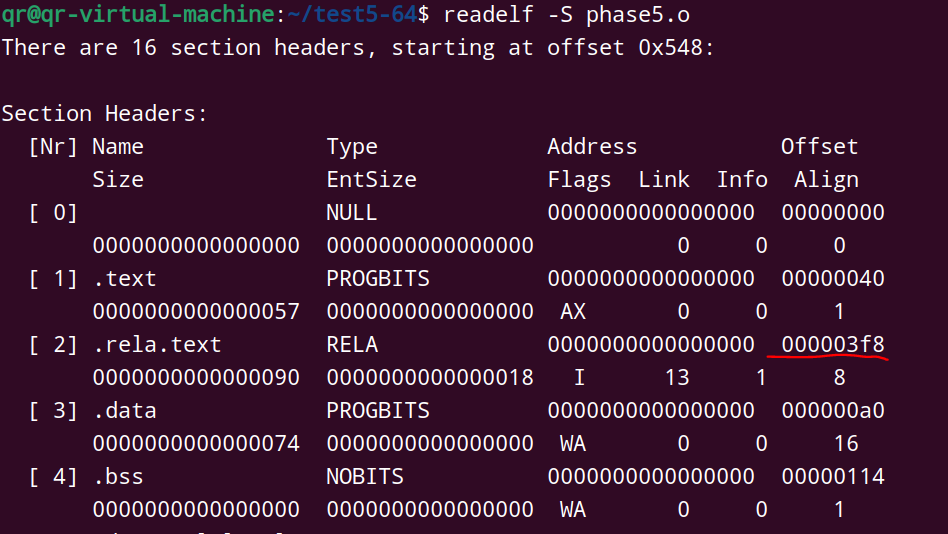 qr@qr-virtual-machine:~/test5-64$ readelf -S phase5.o
There are 16 section headers, starting at offset 0x548:
Section Headers:
[Nr] Name Type Address Offset
Size EntSize Flags Link Info Align
[ 0] NULL 0000000000000000 00000000
0000000000000000 0000000000000000 0 0 0
[ 1] .text PROGBITS 0000000000000000 00000040
0000000000000057 0000000000000000 AX 0 0 1
[ 2] .rela.text RELA 0000000000000000 000003f8
0000000000000090 0000000000000018 I 13 1 8
[ 3] .data PROGBITS 0000000000000000 000000a0
0000000000000074 0000000000000000 WA 0 0 16
[ 4] .bss NOBITS 0000000000000000 00000114
0000000000000000 0000000000000000 WA 0 0 1